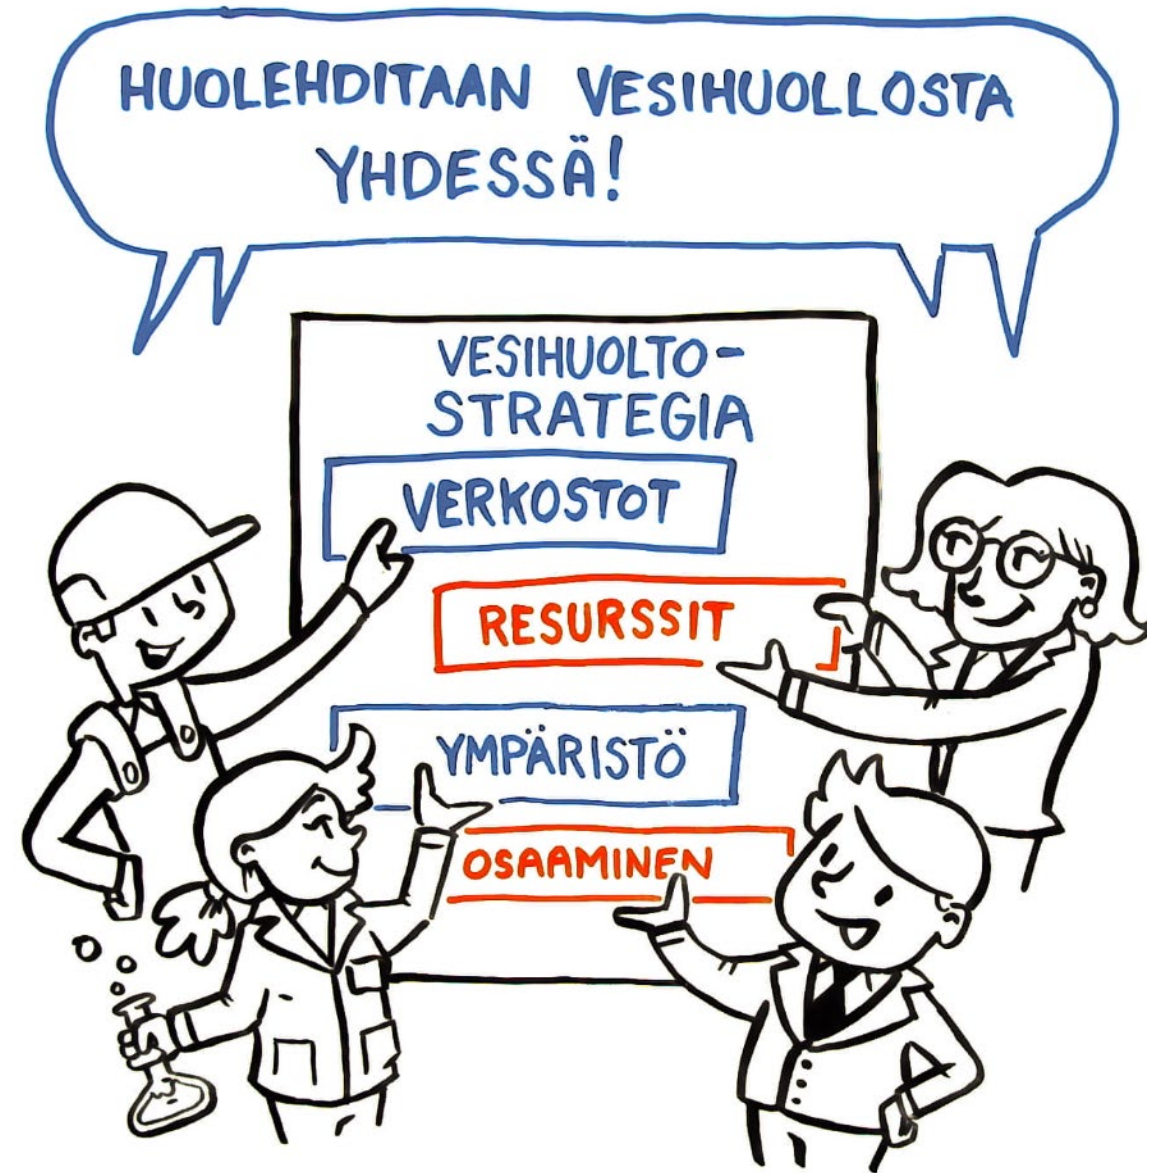 HUOLEHDITAAN VESIHUOLLOSTA
YHDESSÄ!
VESIHUOLTO-
STRATEGIA
VERKOSTOT
RESURSSIT
YMPÄRISTÖ
OSAAMINEN